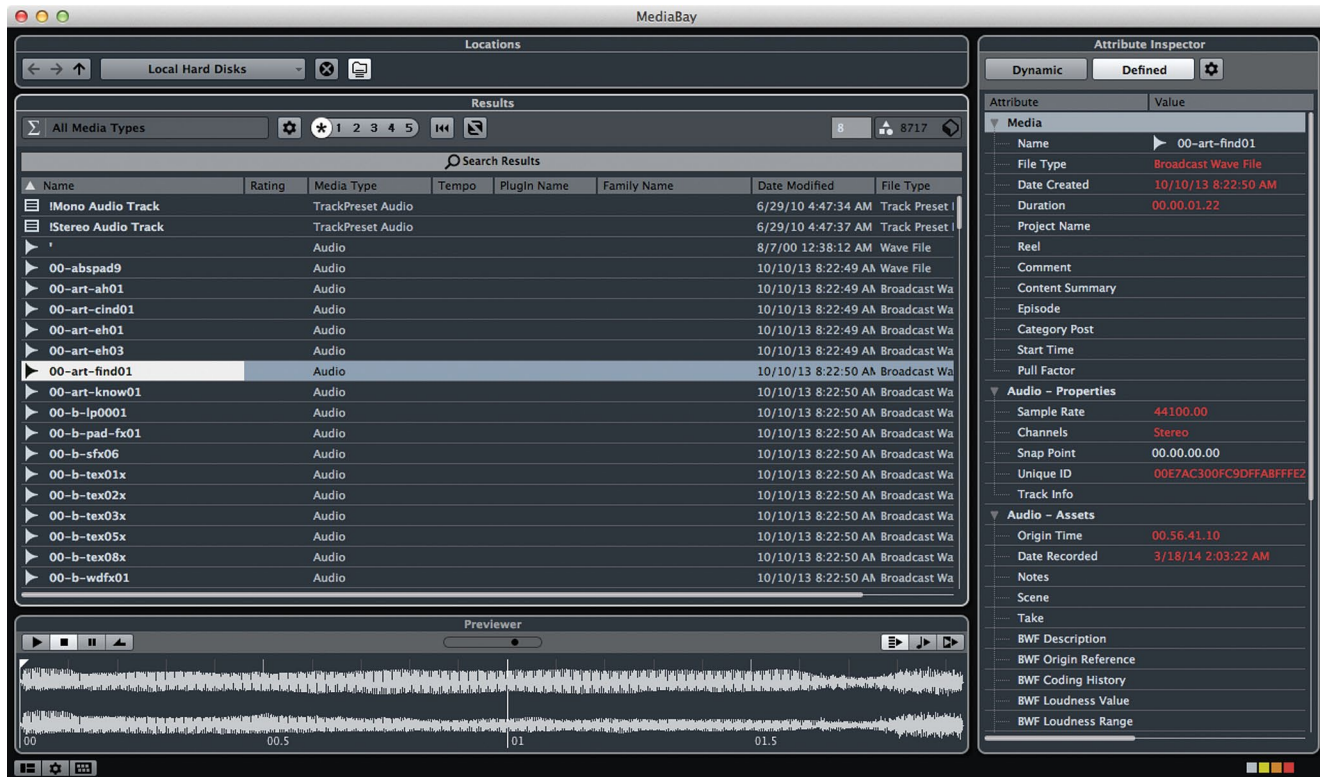 MediaBay
Locations
Local Hard Disks
Results
All Media Types
* 1 2 3 4 5
8
8717
Search Results
Name Rating Media Type Tempo PlugIn Name Family Name Date Modified File Type
!Mono Audio Track TrackPreset Audio 6/29/10 4:47:34 AM Track Preset
!Stereo Audio Track TrackPreset Audio 6/29/10 4:47:37 AM Track Preset
' Audio 8/7/00 12:38:12 AM Wave File
00-abspad9 Audio 10/10/13 8:22:49 AM Wave File
00-art-ah01 Audio 10/10/13 8:22:49 AM Broadcast Wa
00-art-cind01 Audio 10/10/13 8:22:49 AM Broadcast Wa
00-art-eh01 Audio 10/10/13 8:22:49 AM Broadcast Wa
00-art-eh03 Audio 10/10/13 8:22:49 AM Broadcast Wa
00-art-find01 Audio 10/10/13 8:22:50 AM Broadcast Wa
00-art-know01 Audio 10/10/13 8:22:50 AM Broadcast Wa
00-b-lp0001 Audio 10/10/13 8:22:50 AM Broadcast Wa
00-b-pad-fx01 Audio 10/10/13 8:22:50 AM Broadcast Wa
00-b-sfx06 Audio 10/10/13 8:22:50 AM Broadcast Wa
00-b-tex01x Audio 10/10/13 8:22:50 AM Broadcast Wa
00-b-tex02x Audio 10/10/13 8:22:50 AM Broadcast Wa
00-b-tex03x Audio 10/10/13 8:22:50 AM Broadcast Wa
00-b-tex05x Audio 10/10/13 8:22:50 AM Broadcast Wa
00-b-tex08x Audio 10/10/13 8:22:50 AM Broadcast Wa
00-b-wdfx01 Audio 10/10/13 8:22:50 AM Broadcast Wa
Previewer
00 00.5 01 01.5
Attribute Inspector
Dynamic Defined
Attribute Value
Media
Name 00-art-find01
File Type Broadcast Wave File
Date Created 10/10/13 8:22:50 AM
Duration 00.00.01.22
Project Name
Reel
Comment
Content Summary
Episode
Category Post
Start Time
Pull Factor
Audio - Properties
Sample Rate 44100.00
Channels Stereo
Snap Point 00.00.00.00
Unique ID 00E7AC300FC9DFFABFFFE2
Track Info
Audio - Assets
Origin Time 00.56.41.10
Date Recorded 3/18/14 2:03:22 AM
Notes
Scene
Take
BWF Description
BWF Origin Reference
BWF Coding History
BWF Loudness Value
BWF Loudness Range